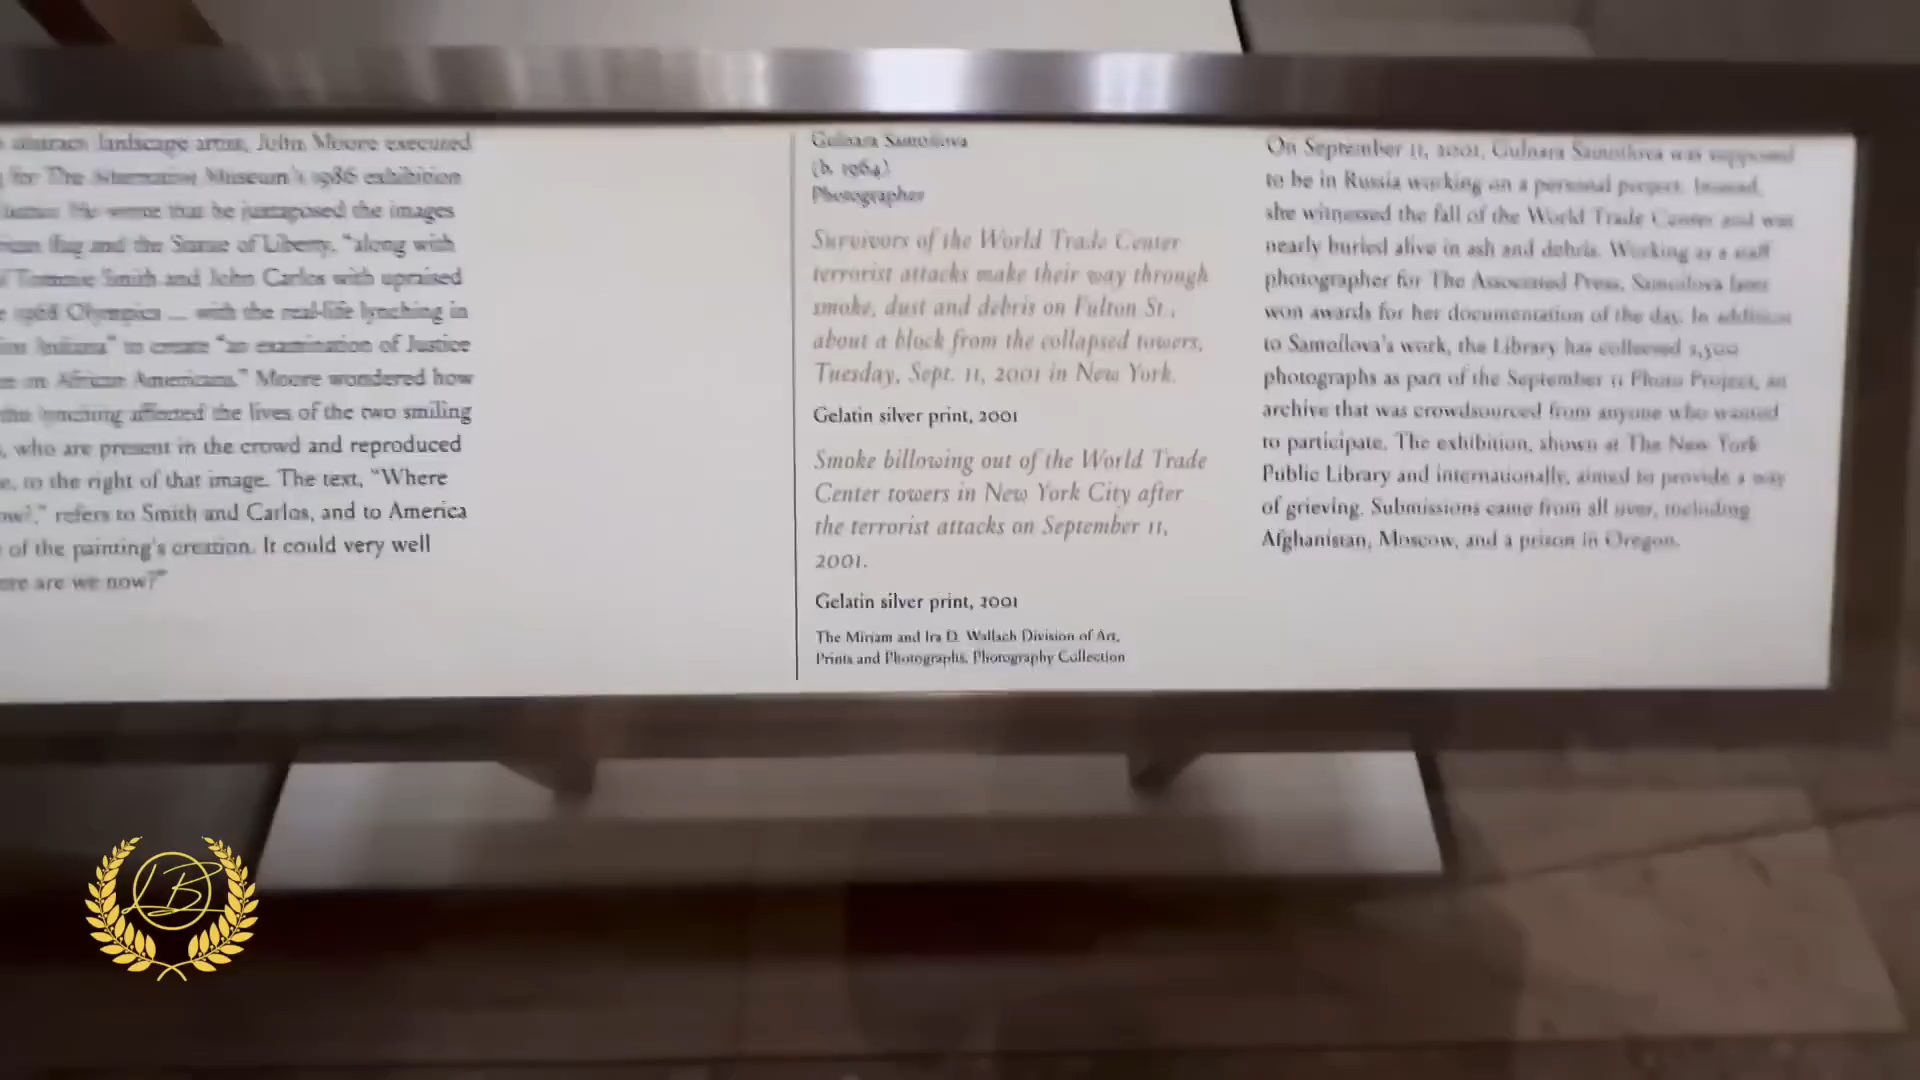 abstract landscape artist, John Moore executed
for The Alternative Museum's 1986 exhibition
He wrote that he juxtaposed the images
flag and the Statue of Liberty, “along with
Tommie Smith and John Carlos with upraised
1968 Olympics ... with the real-life lynching in
Indiana” to create “an examination of Justice
on African Americans.” Moore wondered how
the lynching affected the lives of the two smiling
, who are present in the crowd and reproduced
, to the right of that image. The text, “Where
refers to Smith and Carlos, and to America
of the painting's creation. It could very well
are we now?”
Gulnara Samoilova
(b. 1964)
Photographer
Survivors of the World Trade Center
terrorist attacks make their way through
smoke, dust and debris on Fulton St.,
about a block from the collapsed towers,
Tuesday, Sept. 11, 2001 in New York.
Gelatin silver print, 2001
Smoke billowing out of the World Trade
Center towers in New York City after
the terrorist attacks on September 11,
2001.
Gelatin silver print, 2001
The Miriam and Ira D. Wallach Division of Art,
Prints and Photographs, Photography Collection
On September 11, 2001, Gulnara Samoilova was supposed
to be in Russia working on a personal project. Instead,
she witnessed the fall of the World Trade Center and was
nearly buried alive in ash and debris. Working as a staff
photographer for The Associated Press, Samoilova later
won awards for her documentation of the day. In addition
to Samoilova's work, the Library has collected 1,500
photographs as part of the September 11 Photo Project, an
archive that was crowdsourced from anyone who wanted
to participate. The exhibition, shown at The New York
Public Library and internationally, aimed to provide a way
of grieving. Submissions came from all over, including
Afghanistan, Moscow, and a prison in Oregon.
LB